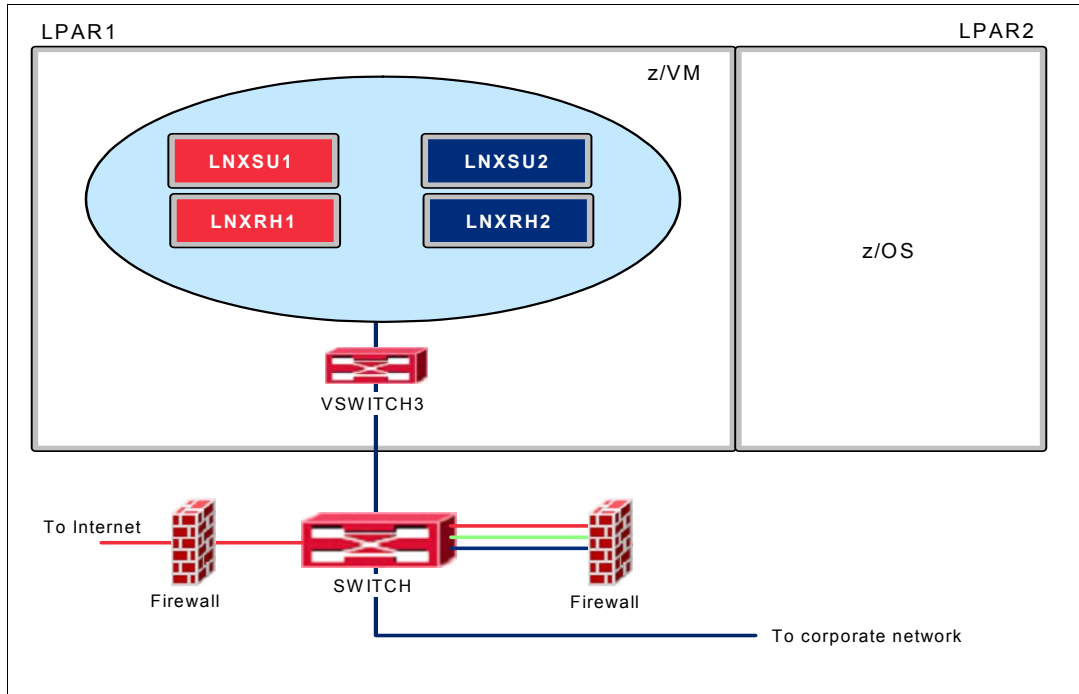 LPAR1
LPAR2
z/VM
LNXSU1
LNXSU2
LNXRH1
LNXRH2
z/OS
VSWITCH3
To Internet
SWITCH
Firewall
Firewall
To corporate network